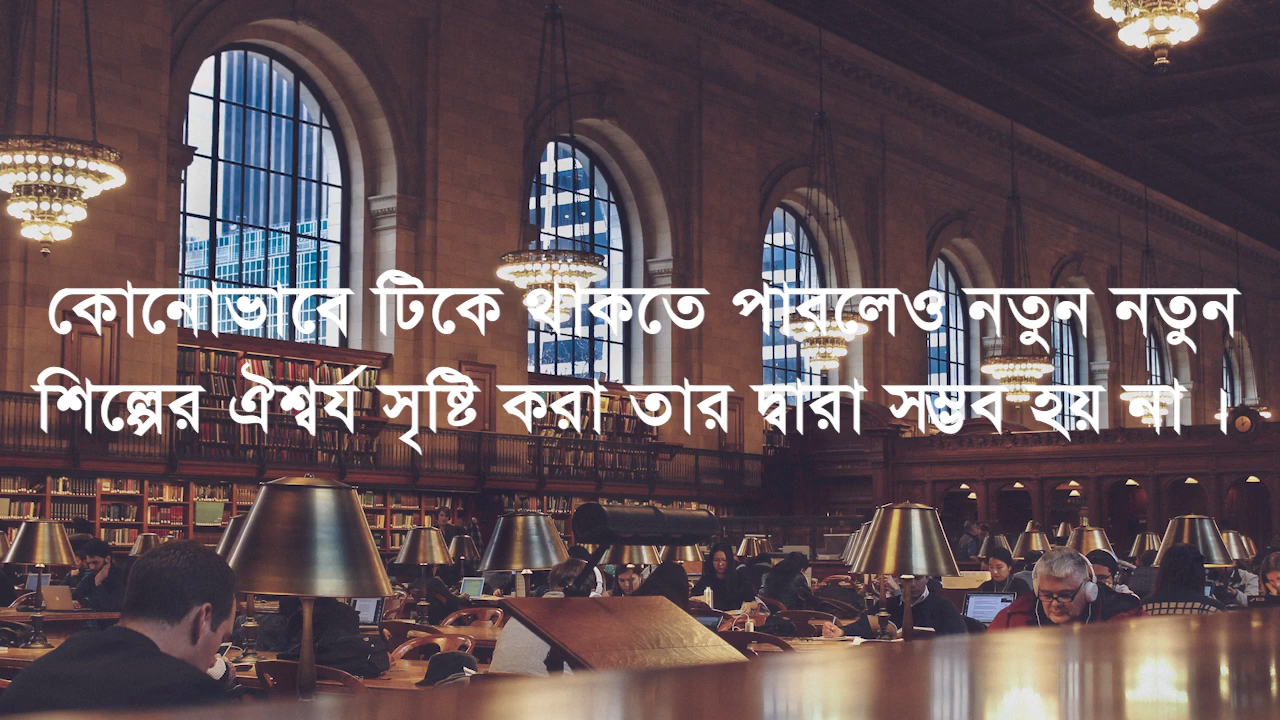 কোনোভাবে টিকে থাকতে পারলেও নতুন নতুন
শিল্পের ঐশ্বর্য সৃষ্টি করা তার দ্বারা সম্ভব হয় না ।